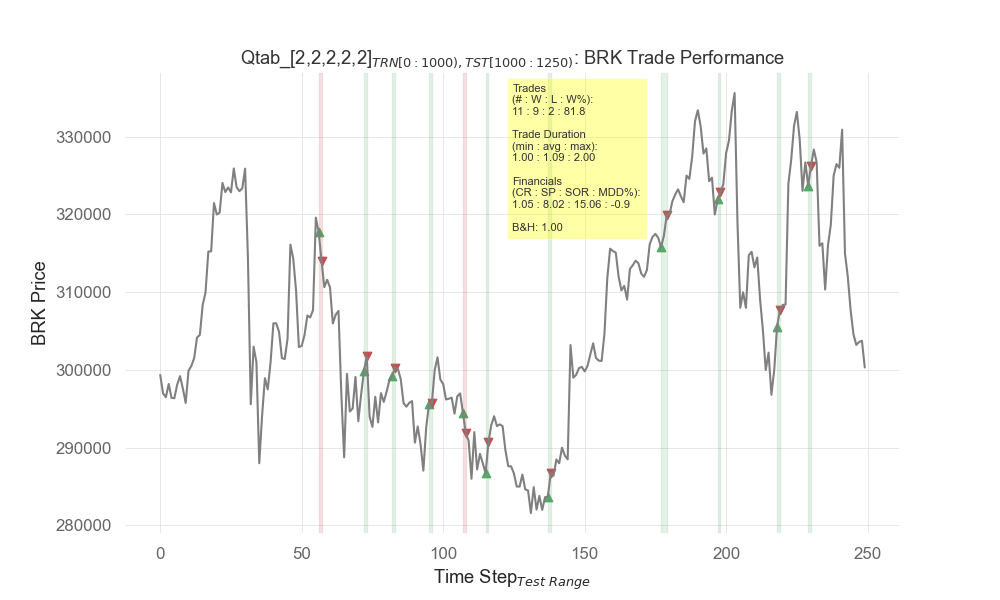 Qtab_[2,2,2,2,2]TRN[0 : 1000), TST[1000 : 1250): BRK Trade Performance
Trades
(# : W : L : W%):
11 : 9 : 2 : 81.8
Trade Duration
(min : avg : max):
1.00 : 1.09 : 2.00
Financials
(CR : SP : SOR : MDD%):
1.05 : 8.02 : 15.06 : -0.9
B&H: 1.00
BRK Price
330000
320000
310000
300000
290000
280000
0 50 100 150 200 250
Time StepTest Range